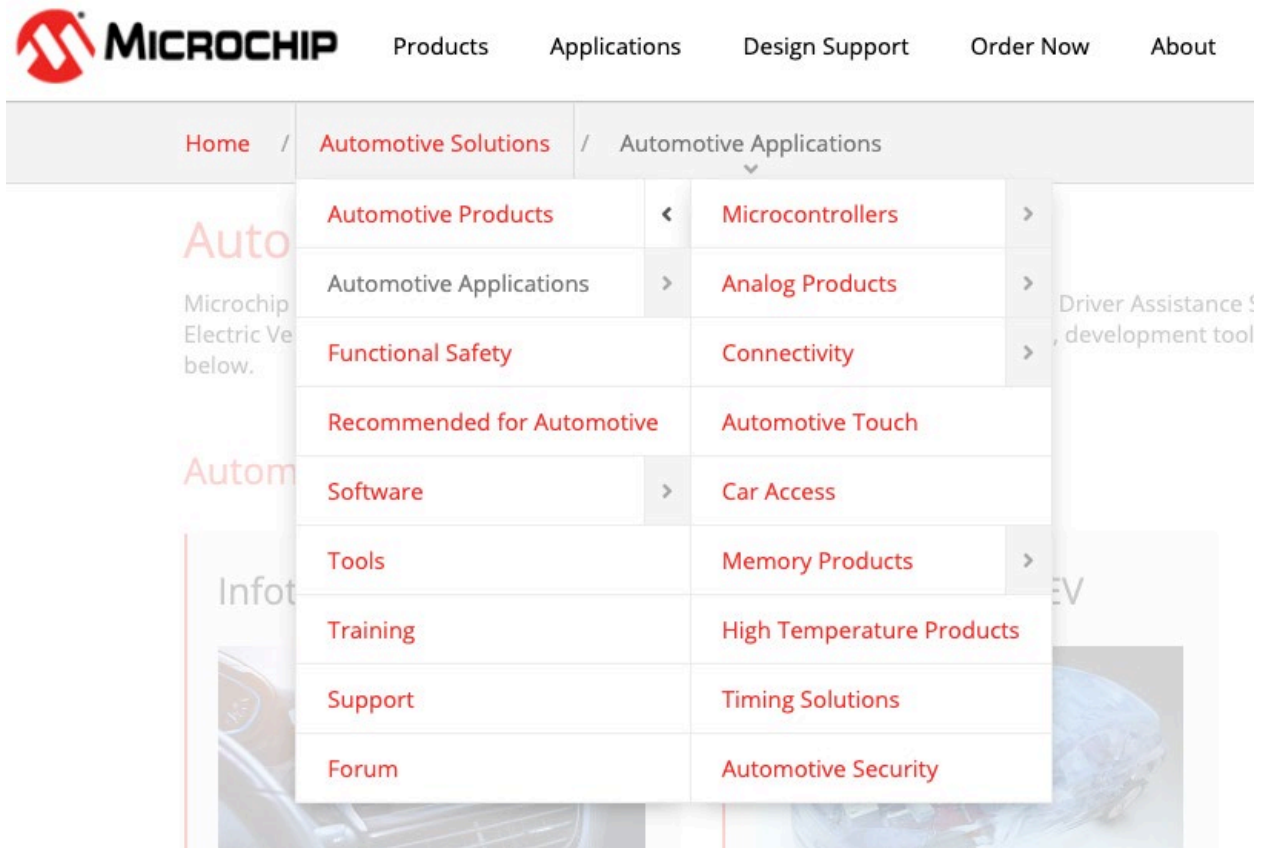 MICROCHIP Products Applications Design Support Order Now About
Home / Automotive Solutions / Automotive Applications
Automotive Products
Automotive Applications
Functional Safety
Recommended for Automotive
Software
Tools
Training
Support
Forum
Microcontrollers
Analog Products
Connectivity
Automotive Touch
Car Access
Memory Products
High Temperature Products
Timing Solutions
Automotive Security
Auto
Microchip
Driver Assistance S
Electric Ve
, development tool
below.
Autom
Infot
EV